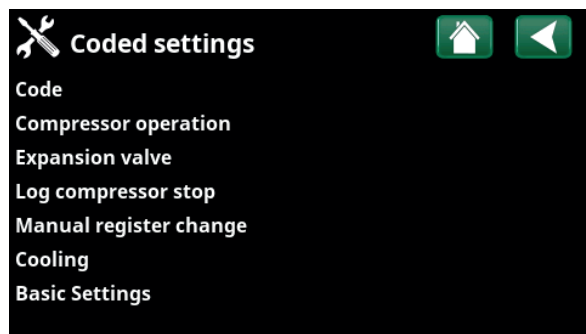 Coded settings
Code
Compressor operation
Expansion valve
Log compressor stop
Manual register change
Cooling
Basic Settings